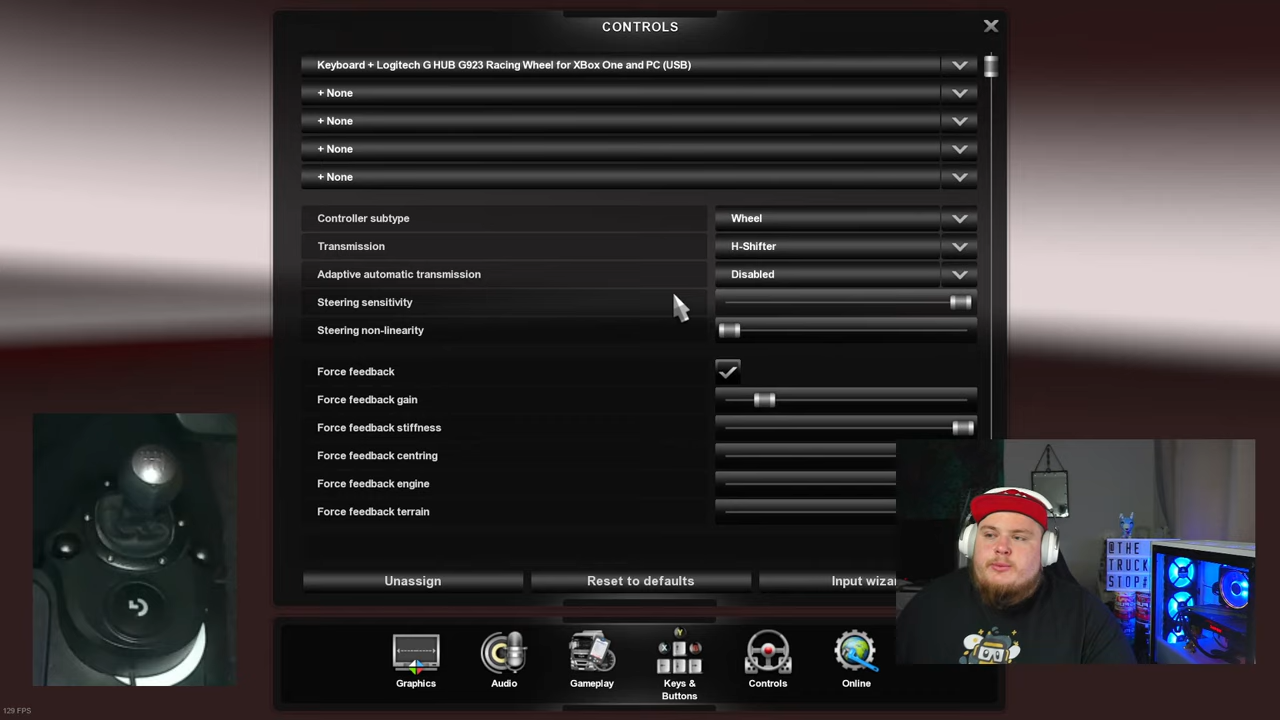 CONTROLS
Keyboard + Logitech G HUB G923 Racing Wheel for XBox One and PC (USB)
+ None
+ None
+ None
+ None
Controller subtype
Wheel
Transmission
H-Shifter
Adaptive automatic transmission
Disabled
Steering sensitivity
Steering non-linearity
Force feedback
Force feedback gain
Force feedback stiffness
Force feedback centring
Force feedback engine
Force feedback terrain
Unassign
Reset to defaults
Input wizar
@THE
TRUCK
STOP#
Graphics
Audio
Gameplay
Keys &
Buttons
Controls
Online
129 FPS